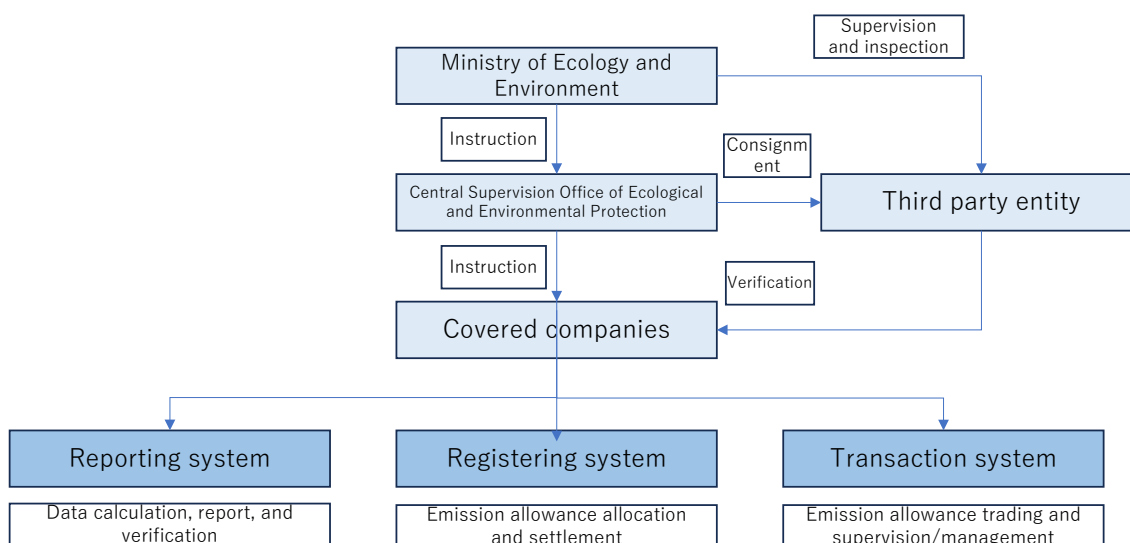 Supervision
and inspection
Ministry of Ecology and
Environment
Instruction
Consignm
ent
Central Supervision Office of Ecological
and Environmental Protection
Third party entity
Instruction
Verification
Covered companies
Reporting system
Registering system
Transaction system
Data calculation, report, and
verification
Emission allowance allocation
and settlement
Emission allowance trading and
supervision/management